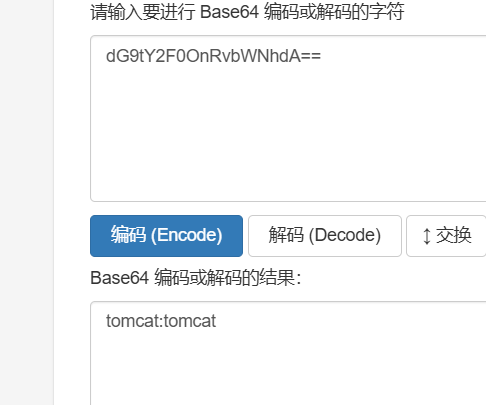 请输入要进行 Base64 编码或解码的字符
dG9tY2F0OnRvbWNhdA==
编码 (Encode) 解码 (Decode) ↕ 交换
Base64 编码或解码的结果：
tomcat:tomcat